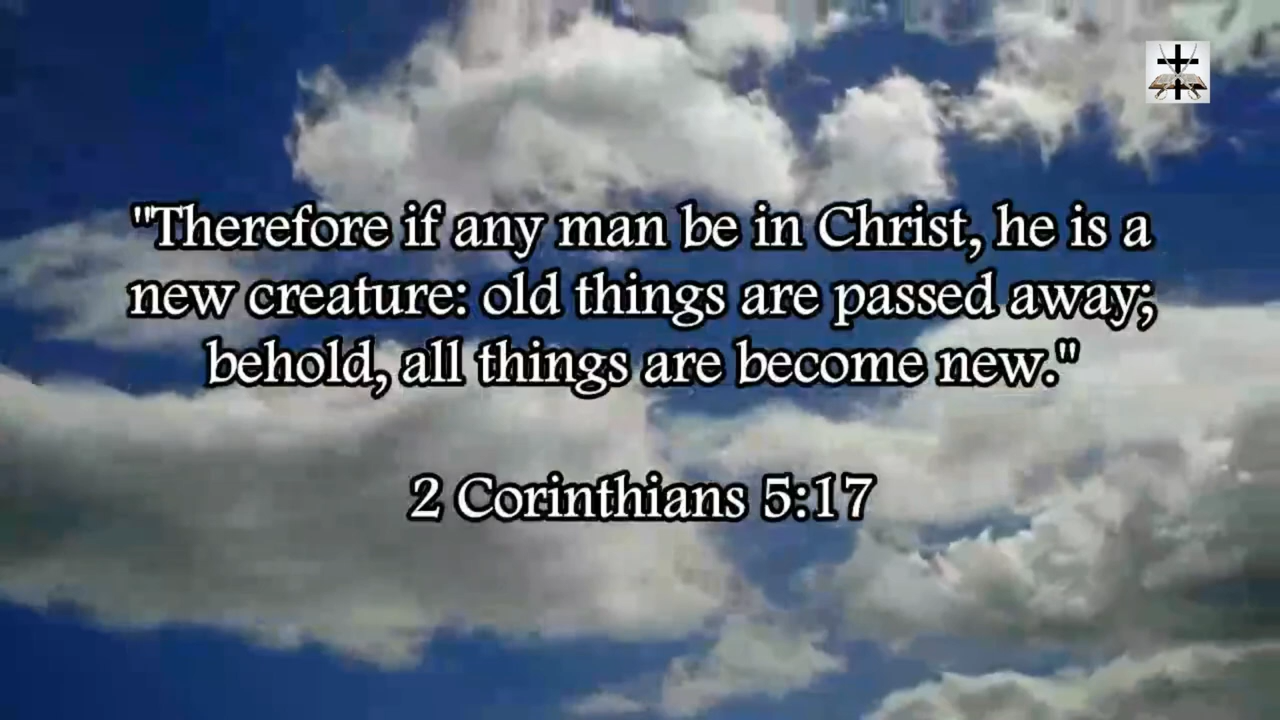 "Therefore if any man be in Christ, he is a
new creature: old things are passed away;
behold, all things are become new."
2 Corinthians 5:17